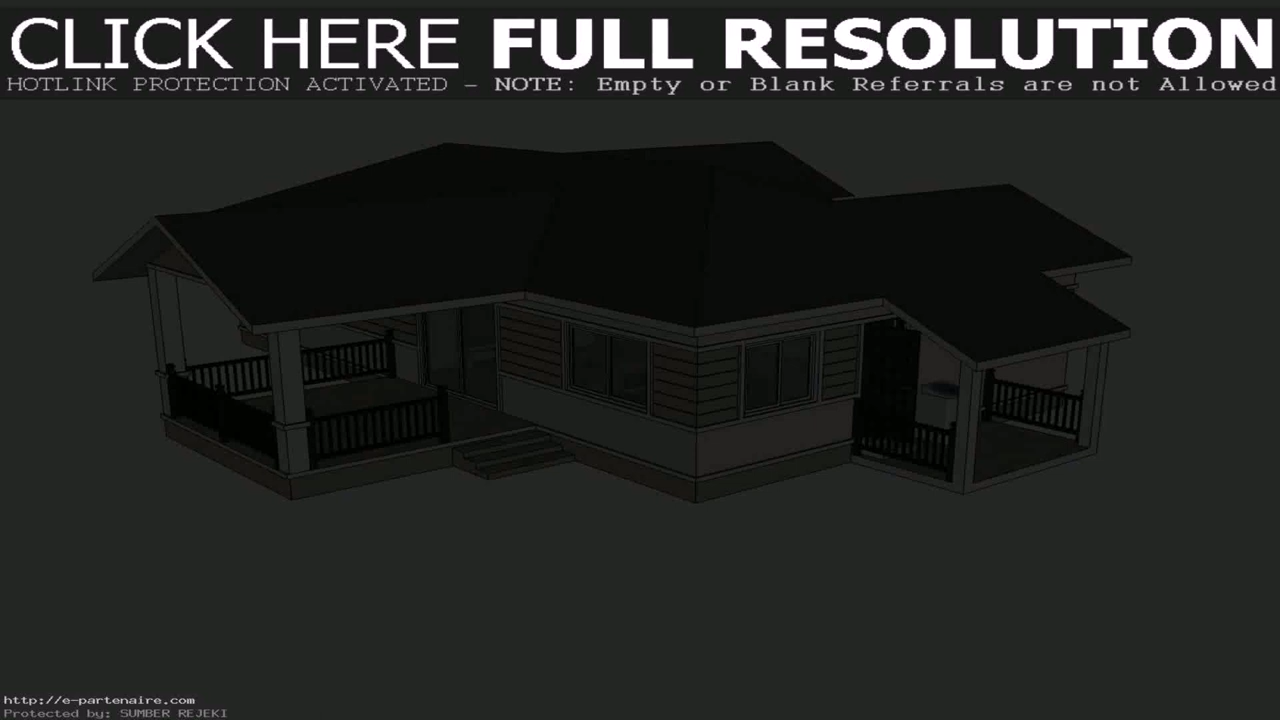 CLICK HERE FULL RESOLUTION
HOTLINK PROTECTION ACTIVATED – NOTE: Empty or Blank Referrals are not Allowed
http://e-partenaire.com
Protected by: SUMBER REJEKI